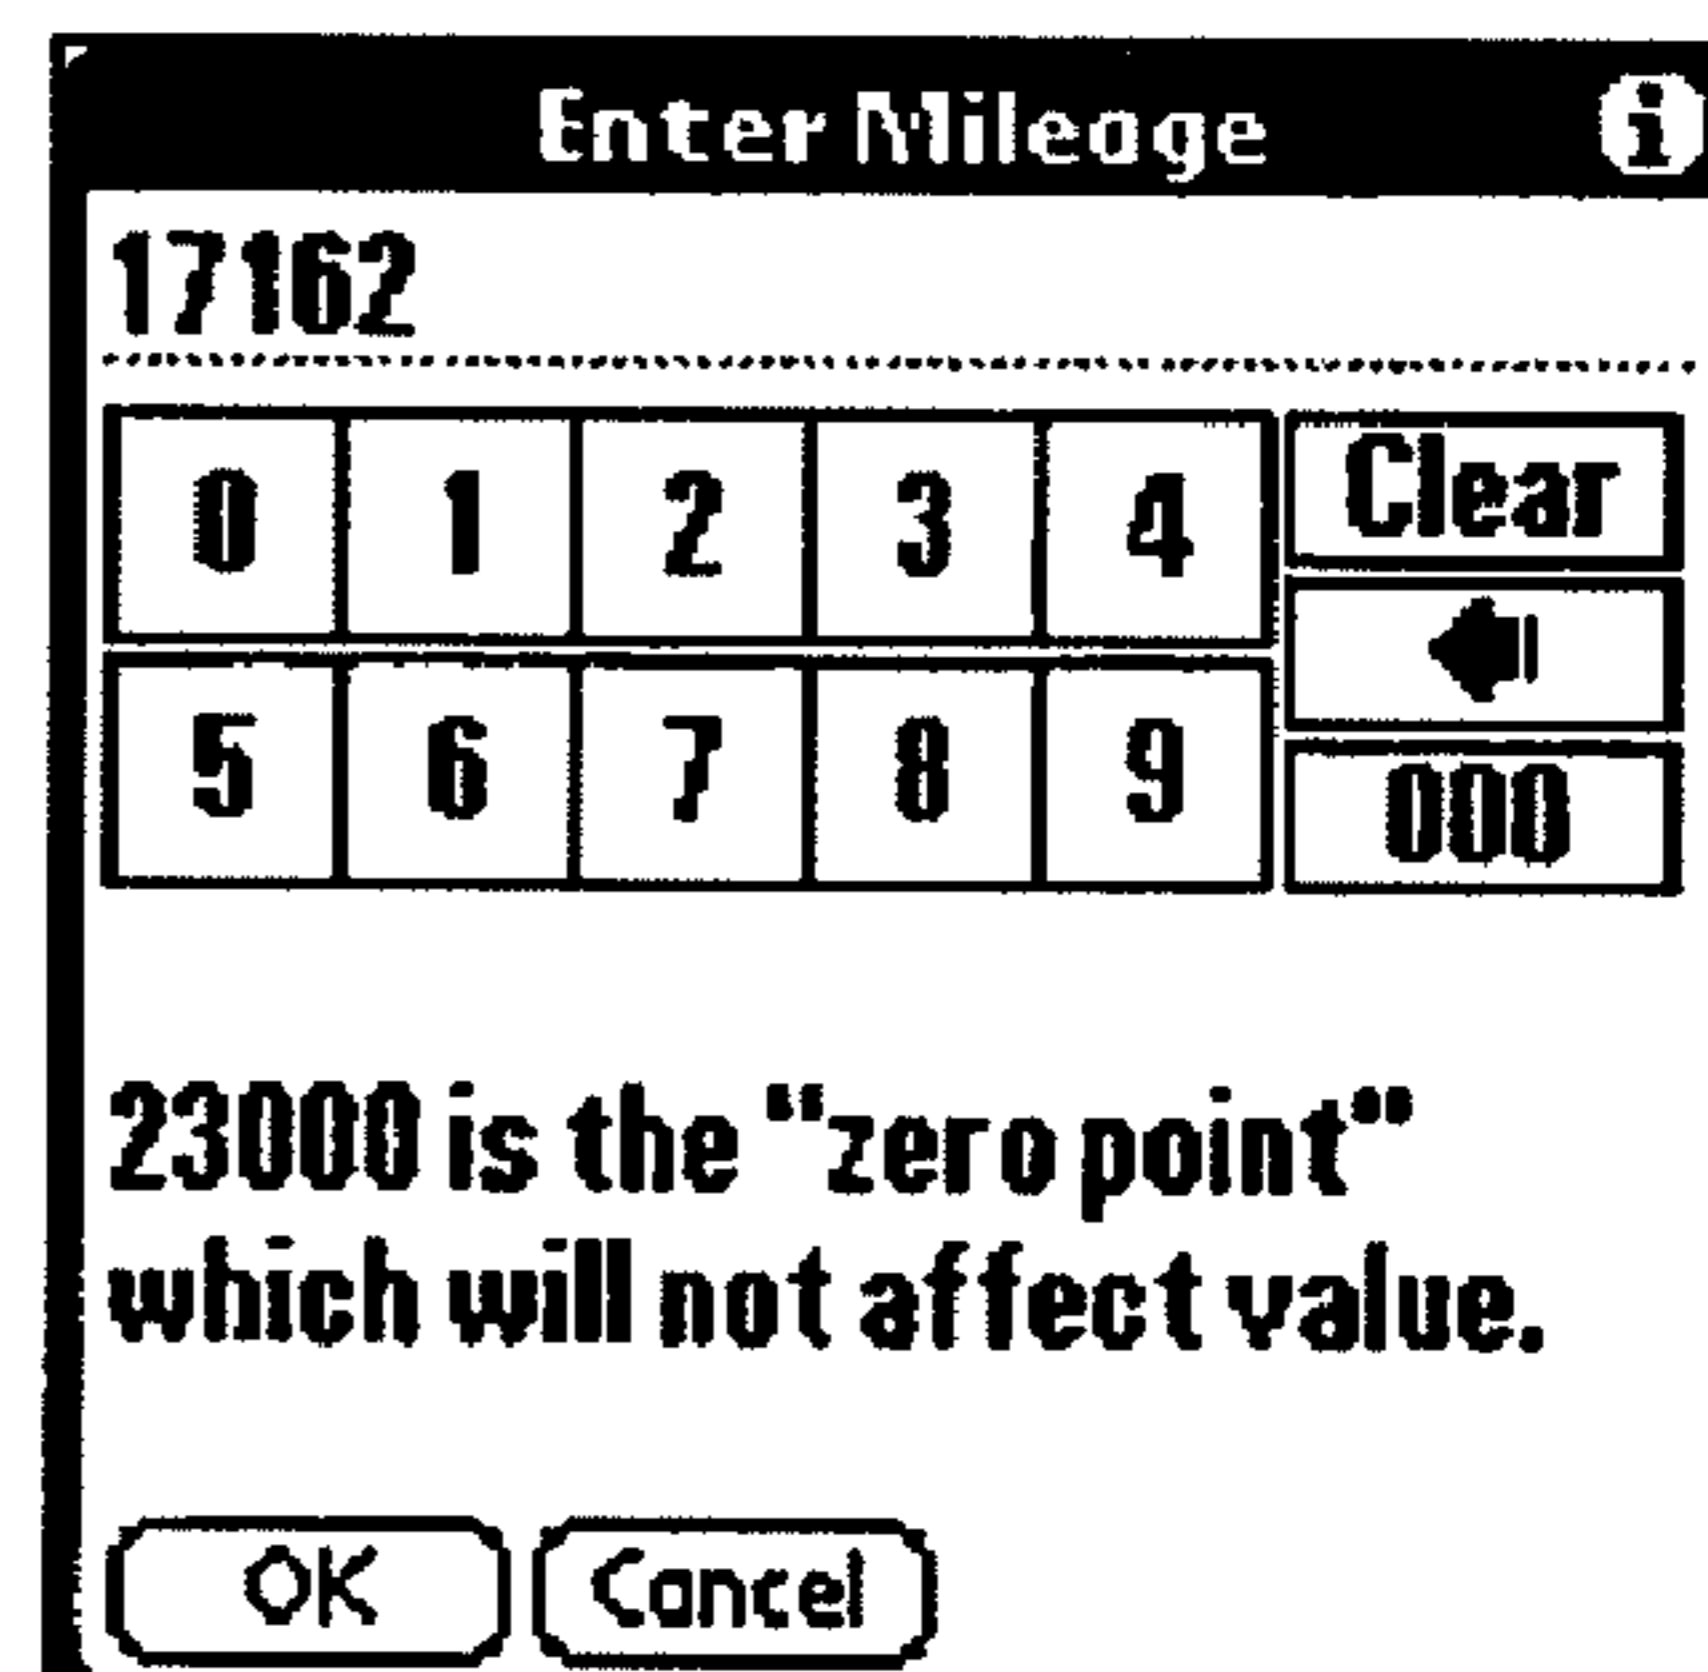 Enter Mileage i
17162
0 1 2 3 4 Clear
5 6 7 8 9
000
23000 is the “zero point”
which will not affect value.
OK Cancel